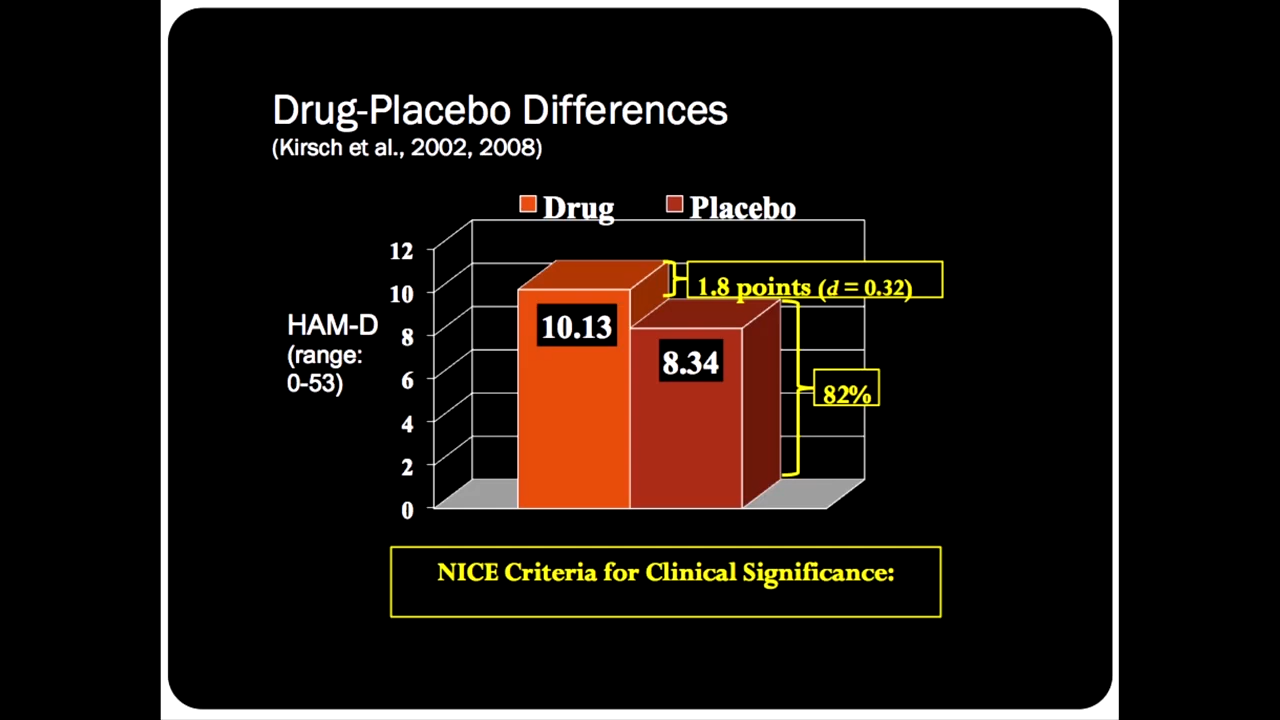 Drug-Placebo Differences
(Kirsch et al., 2002, 2008)
Drug
Placebo
12
10
8
6
4
2
0
HAM-D
(range:
0-53)
10.13
8.34
1.8 points (d = 0.32)
82%
NICE Criteria for Clinical Significance: